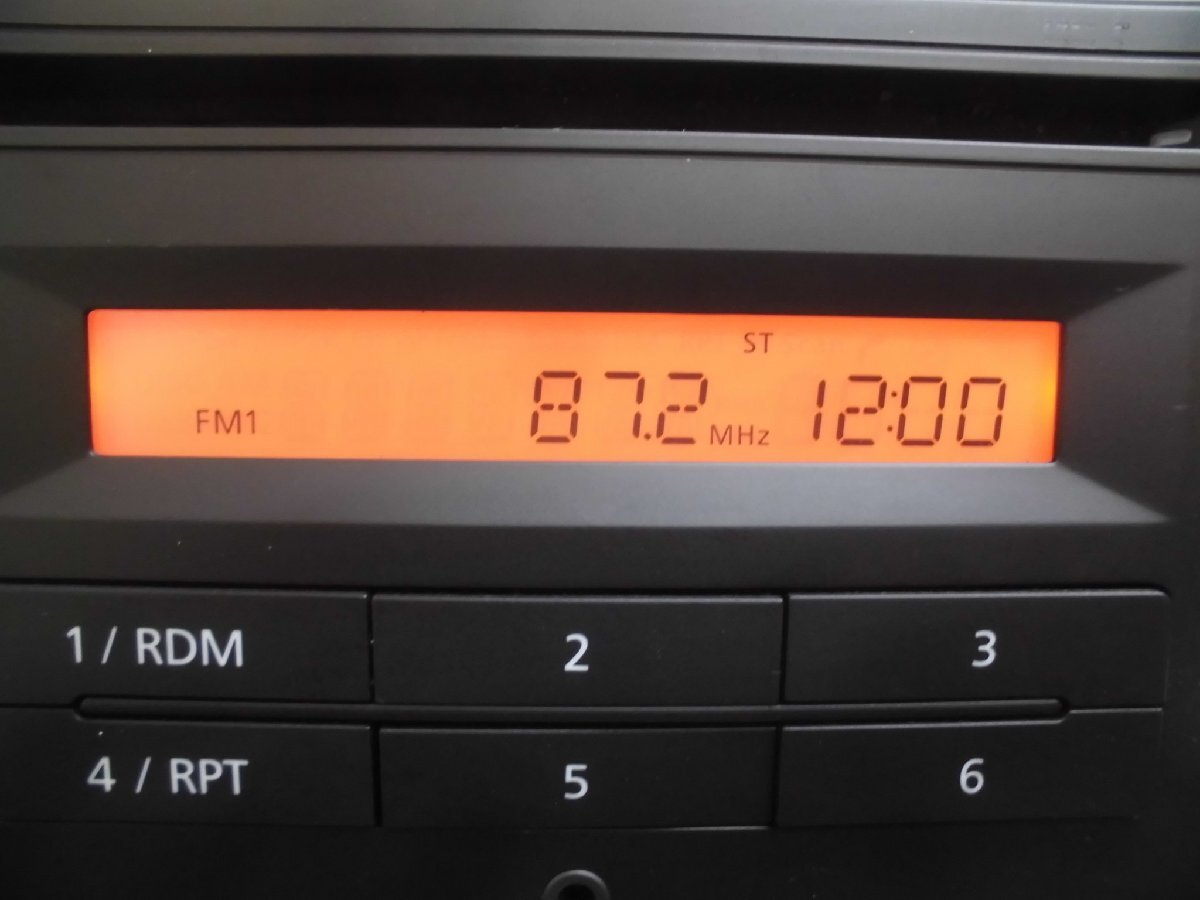 ST
FM1 87.2 MHz 12:00
1 / RDM 2 3
4 / RPT 5 6